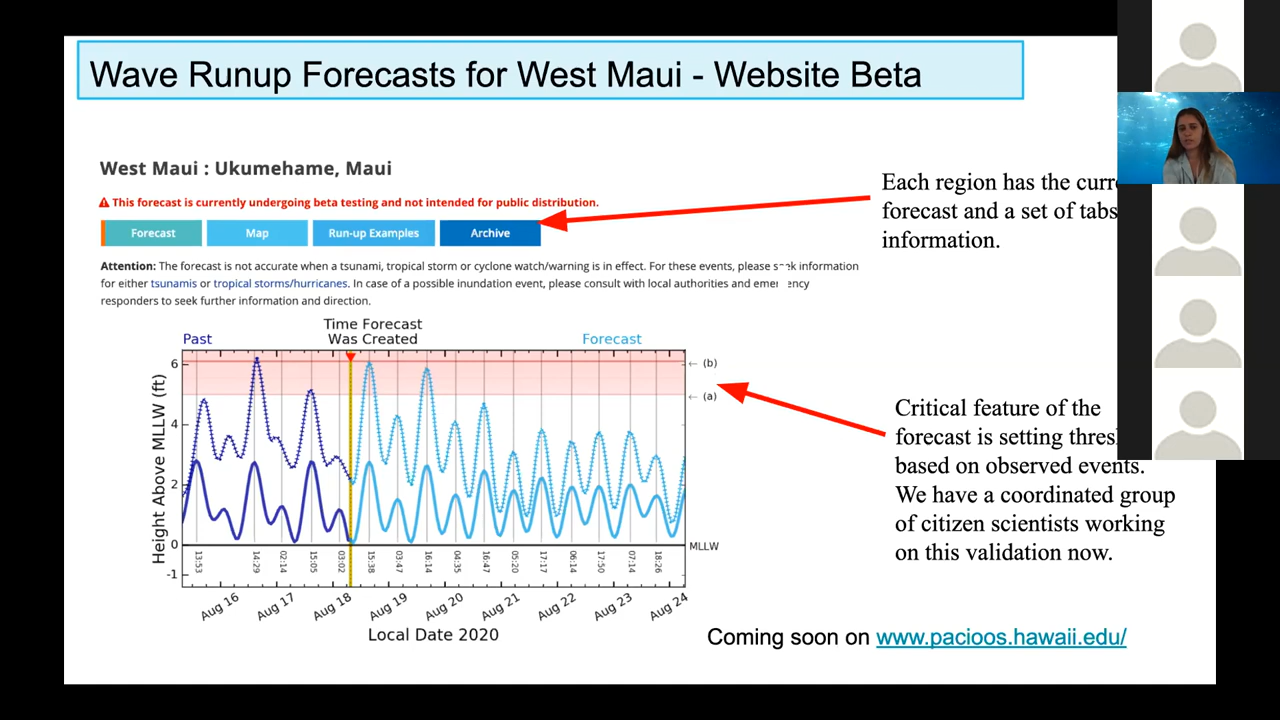 Wave Runup Forecasts for West Maui - Website Beta
West Maui : Ukumehame, Maui
This forecast is currently undergoing beta testing and not intended for public distribution.
Forecast
Map
Run-up Examples
Archive
Attention: The forecast is not accurate when a tsunami, tropical storm or cyclone watch/warning is in effect. For these events, please information
for either tsunamis or tropical storms/hurricanes. In case of a possible inundation event, please consult with local authorities and
responders to seek further information and direction.
Each region has the
forecast and a set of tabs
information.
Past
Time Forecast
Was Created
Forecast
Height Above MLLW (ft)
6
4
2
0
-1
← (b)
← (a)
MLLW
13:53
14:29
02:14
15:05
03:02
15:38
03:47
16:14
04:35
16:47
05:20
17:17
06:14
17:50
07:14
18:26
Aug 16
Aug 17
Aug 18
Aug 19
Aug 20
Aug 21
Aug 22
Aug 23
Aug 24
Local Date 2020
Critical feature of the
forecast is setting
based on observed events.
We have a coordinated group
of citizen scientists working
on this validation now.
Coming soon on www.pacioos.hawaii.edu/